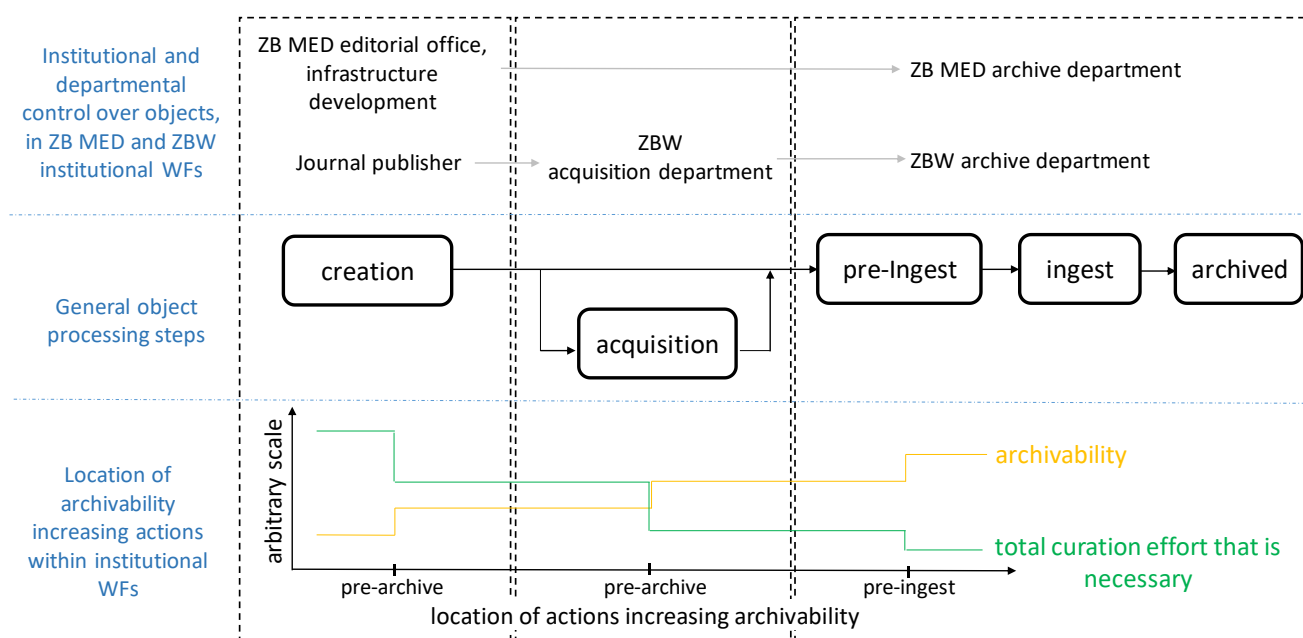 Institutional and
departmental
control over objects,
in ZB MED and ZBW
institutional WFs
ZB MED editorial office,
infrastructure
development
ZB MED archive department
Journal publisher
ZBW
acquisition department
ZBW archive department
General object
processing steps
creation
acquisition
pre-Ingest
ingest
archived
Location of
archivability
increasing actions
within institutional
WFs
arbitrary scale
archivability
total curation effort that is
necessary
pre-archive
pre-archive
pre-ingest
location of actions increasing archivability